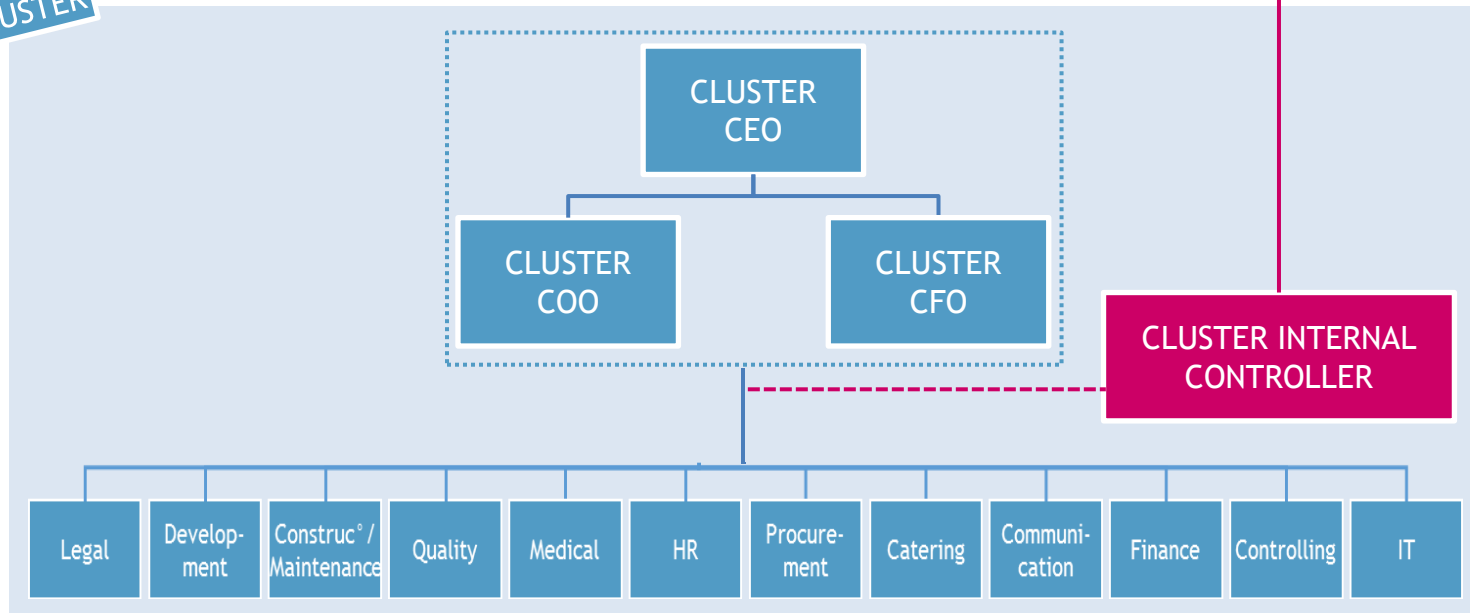 CLUSTER
CEO
CLUSTER
COO
CLUSTER
CFO
CLUSTER INTERNAL
CONTROLLER
Legal
Develop-
ment
Construc°/
Maintenance
Quality
Medical
HR
Procure-
ment
Catering
Communi-
cation
Finance
Controlling
IT